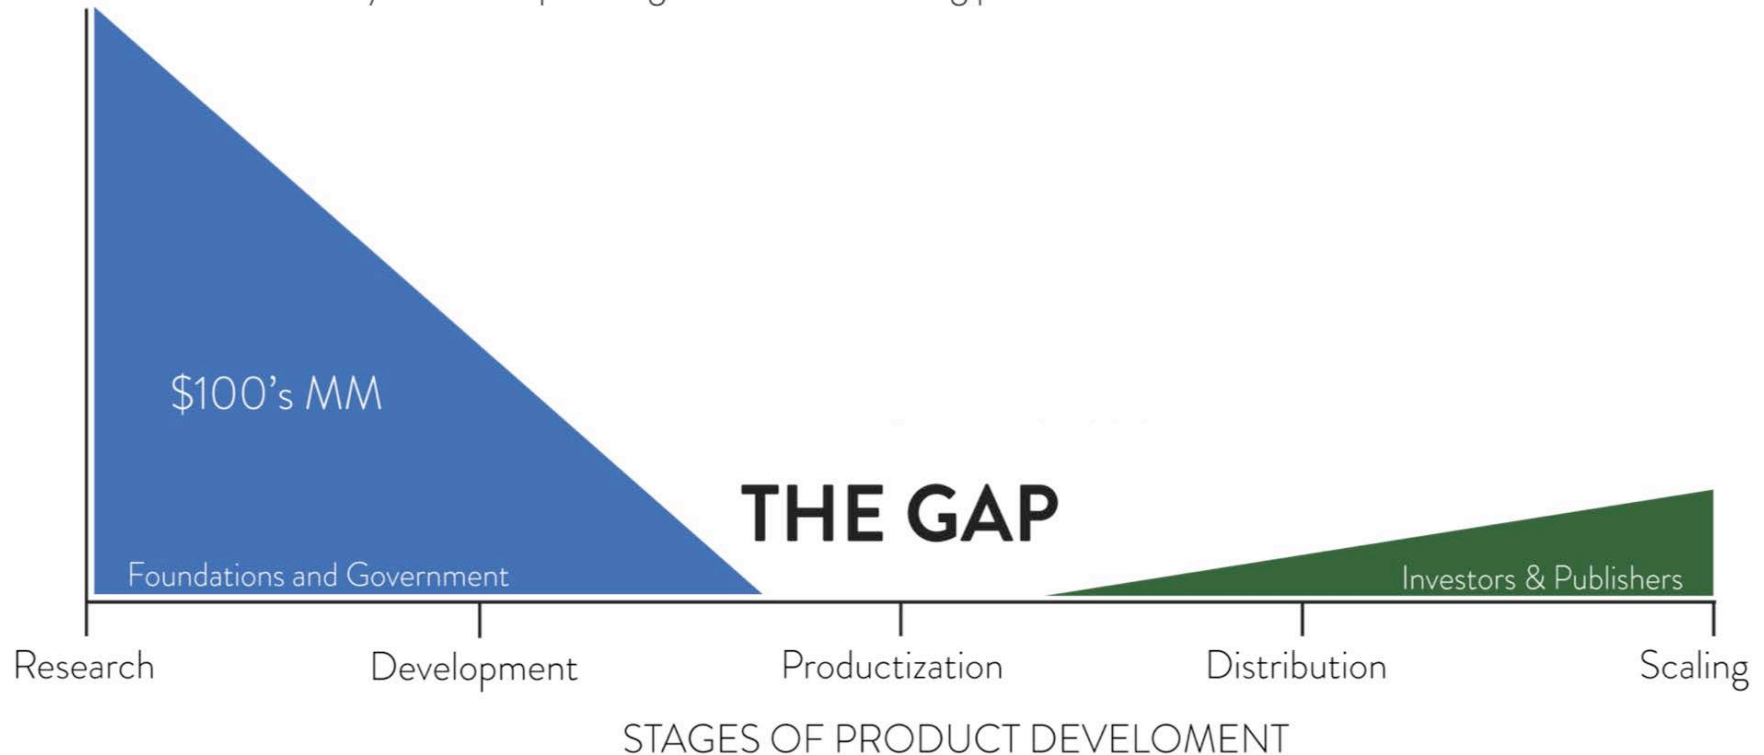 $100's MM
THE GAP
Foundations and Government
Investors & Publishers
Research Development Productization Distribution Scaling
STAGES OF PRODUCT DEVELOMENT